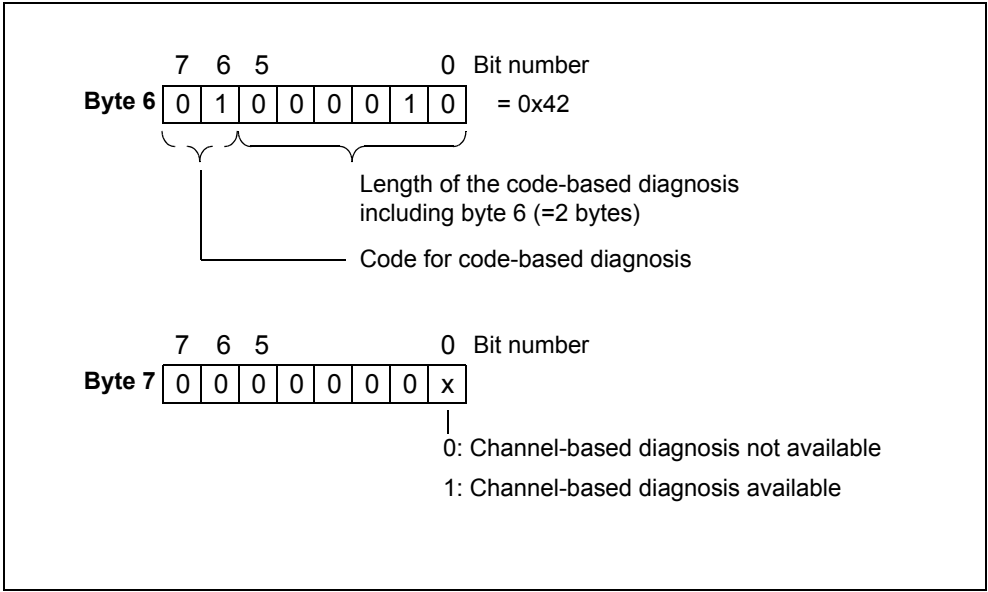 7 6 5 0 Bit number
Byte 6 0 1 0 0 0 0 1 0 = 0x42
Length of the code-based diagnosis
including byte 6 (=2 bytes)
Code for code-based diagnosis
7 6 5 0 Bit number
Byte 7 0 0 0 0 0 0 0 x
0: Channel-based diagnosis not available
1: Channel-based diagnosis available